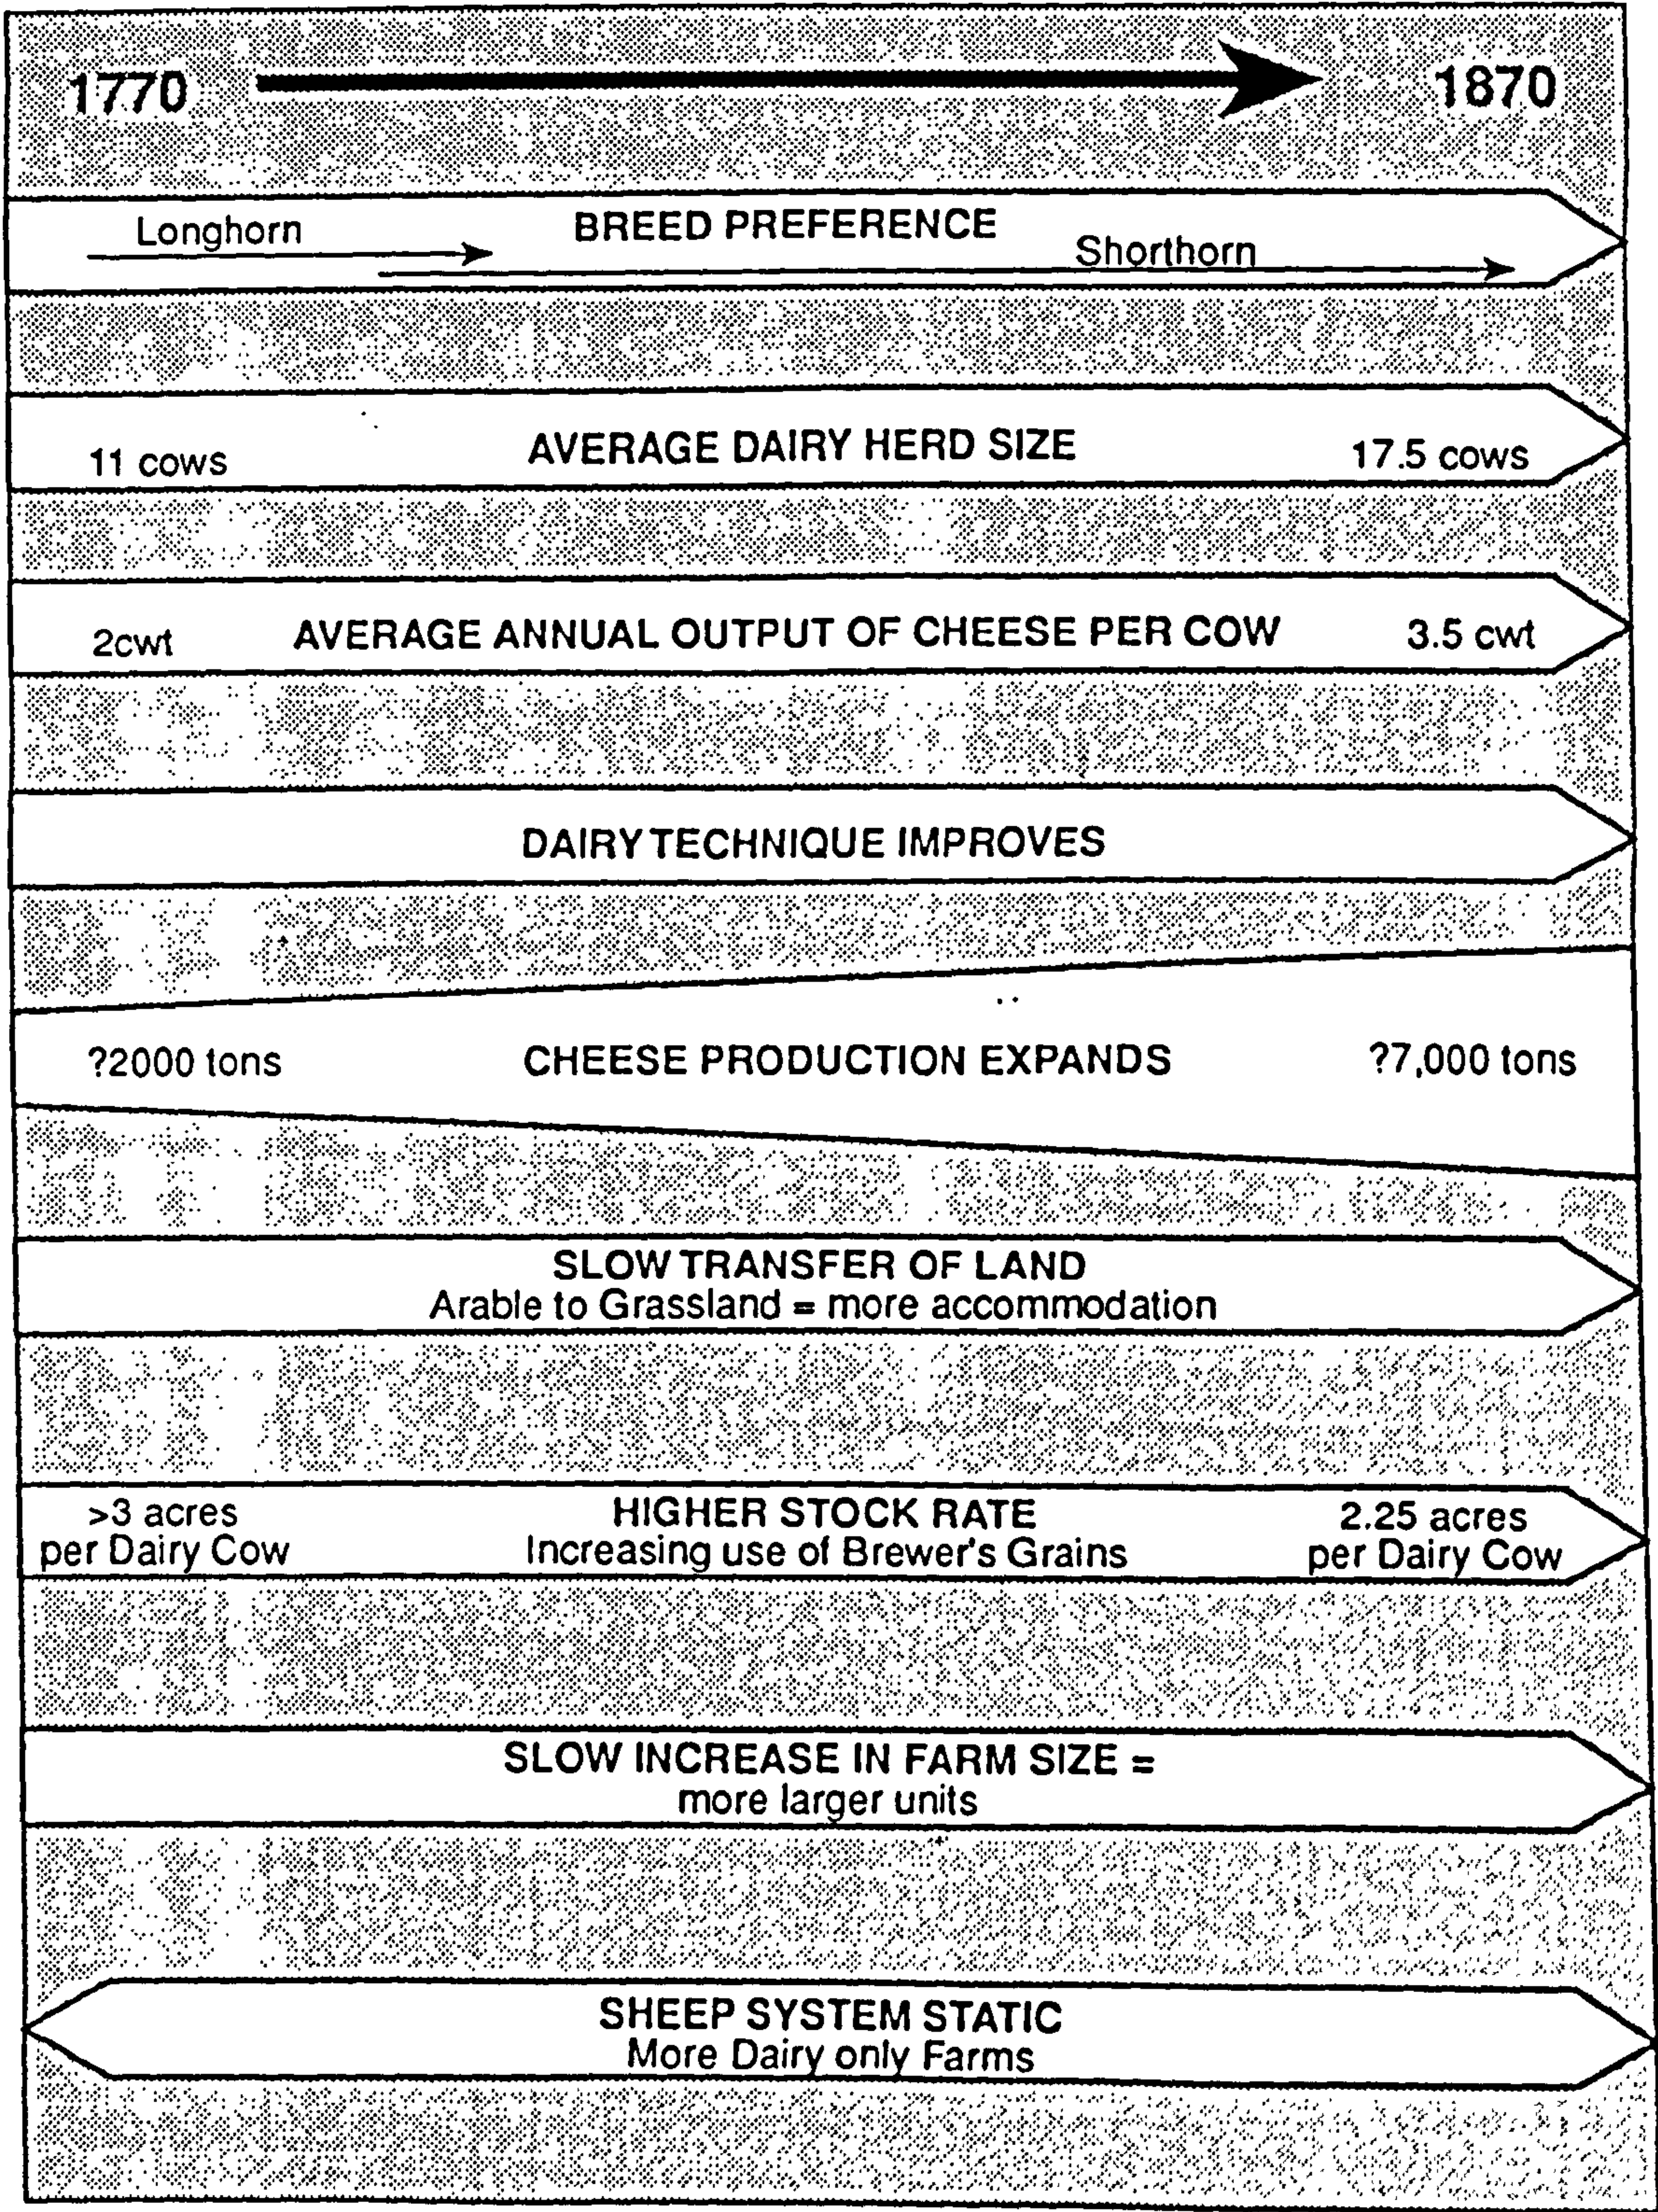 1770 1870
Longhorn BREED PREFERENCE Shorthorn
11 cows AVERAGE DAIRY HERD SIZE 17.5 cows
2cwt AVERAGE ANNUAL OUTPUT OF CHEESE PER COW 3.5 cwt
DAIRY TECHNIQUE IMPROVES
?2000 tons CHEESE PRODUCTION EXPANDS ?7,000 tons
SLOW TRANSFER OF LAND
Arable to Grassland = more accommodation
>3 acres HIGHER STOCK RATE 2.25 acres
per Dairy Cow Increasing use of Brewer's Grains per Dairy Cow
SLOW INCREASE IN FARM SIZE =
more larger units
SHEEP SYSTEM STATIC
More Dairy only Farms